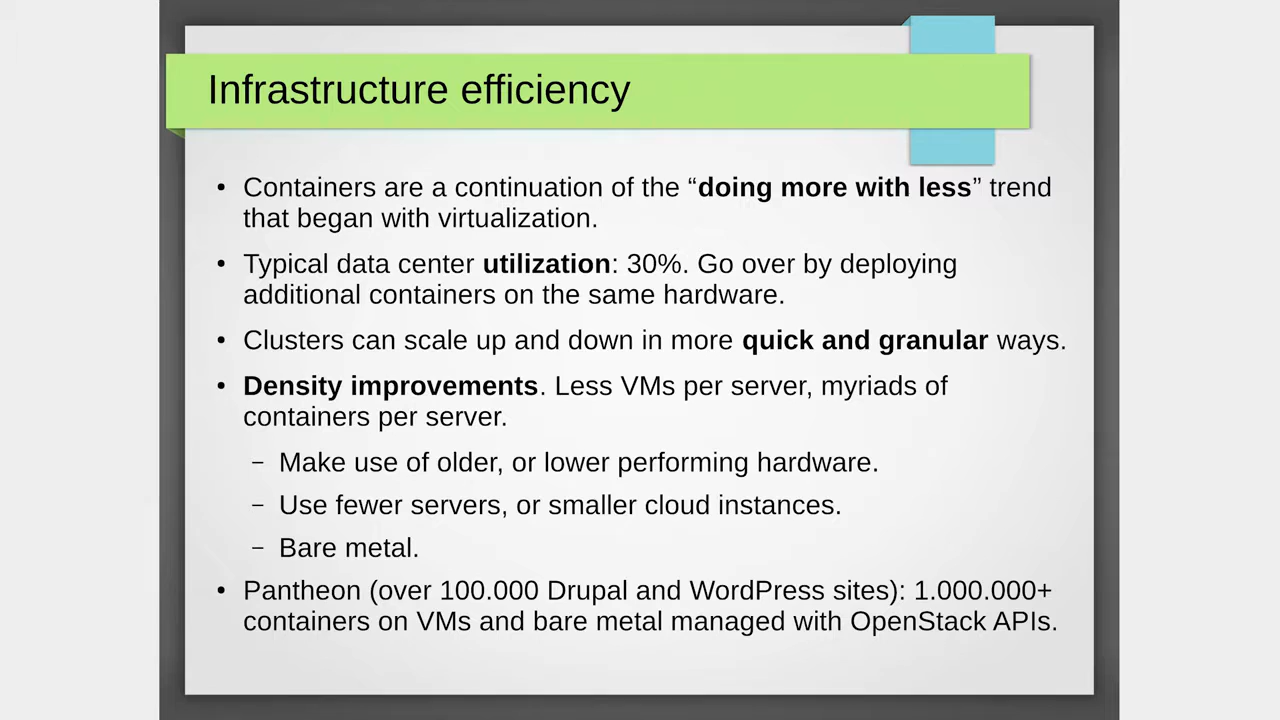 Infrastructure efficiency
• Containers are a continuation of the “doing more with less” trend
that began with virtualization.
• Typical data center utilization: 30%. Go over by deploying
additional containers on the same hardware.
• Clusters can scale up and down in more quick and granular ways.
• Density improvements. Less VMs per server, myriads of
containers per server.
– Make use of older, or lower performing hardware.
– Use fewer servers, or smaller cloud instances.
– Bare metal.
• Pantheon (over 100.000 Drupal and WordPress sites): 1.000.000+
containers on VMs and bare metal managed with OpenStack APIs.